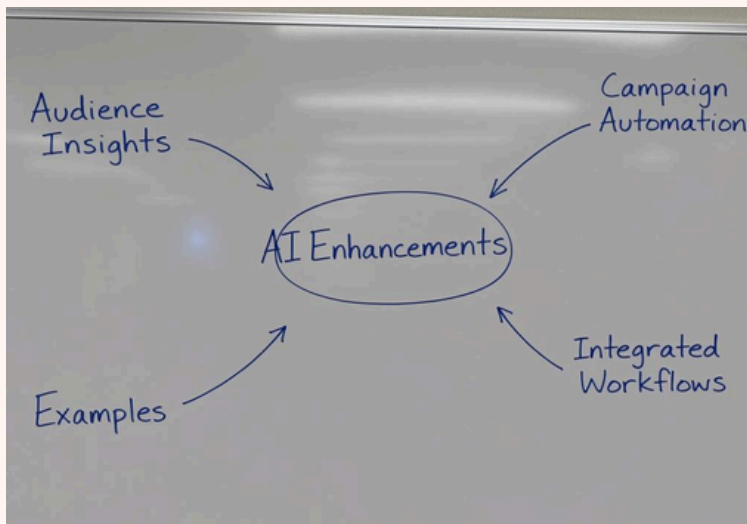 Audience
Insights
Campaign
Automation
AI Enhancements
Examples
Integrated
Workflows